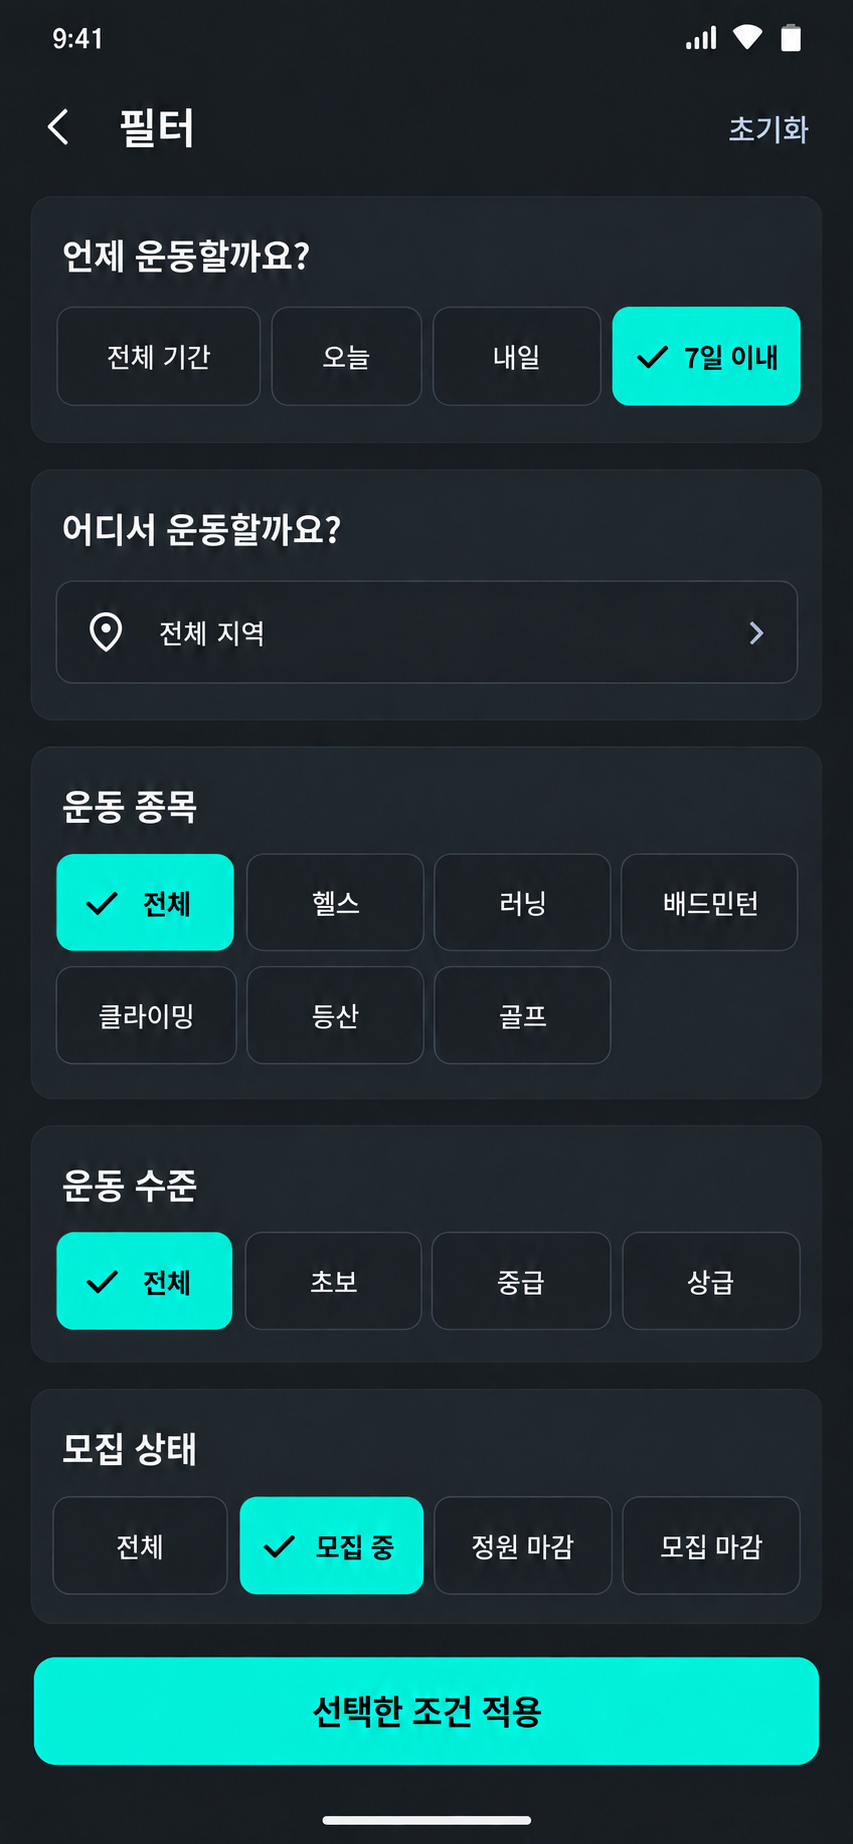 9:41
필터
초기화
언제 운동할까요?
전체 기간 오늘 내일 7일 이내
어디서 운동할까요?
전체 지역
운동 종목
전체 헬스 러닝 배드민턴
클라이밍 등산 골프
운동 수준
전체 초보 중급 상급
모집 상태
전체 모집 중 정원 마감 모집 마감
선택한 조건 적용